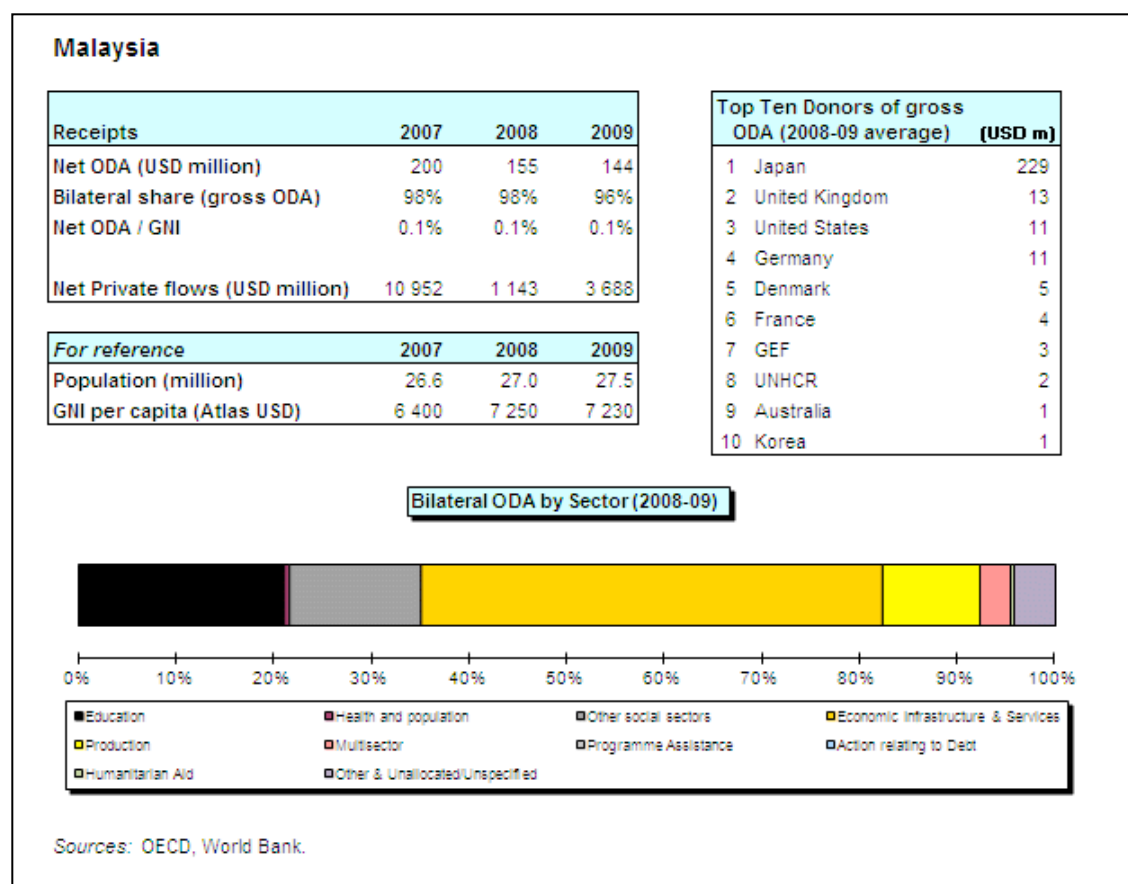 Malaysia
Receipts 2007 2008 2009
Net ODA (USD million) 200 155 144
Bilateral share (gross ODA) 98% 98% 96%
Net ODA / GNI 0.1% 0.1% 0.1%
Net Private flows (USD million) 10 952 1 143 3 688
For reference 2007 2008 2009
Population (million) 26.6 27.0 27.5
GNI per capita (Atlas USD) 6 400 7 250 7 230
Top Ten Donors of gross
ODA (2008-09 average) (USD m)
1 Japan 229
2 United Kingdom 13
3 United States 11
4 Germany 11
5 Denmark 5
6 France 4
7 GEF 3
8 UNHCR 2
9 Australia 1
10 Korea 1
Bilateral ODA by Sector (2008-09)
0% 10% 20% 30% 40% 50% 60% 70% 80% 90% 100%
Education Health and population Other social sectors Economic Infrastructure & Services
Production Multisector Programme Assistance Action relating to Debt
Humanitarian Aid Other & Unallocated/Unspecified
Sources: OECD, World Bank.